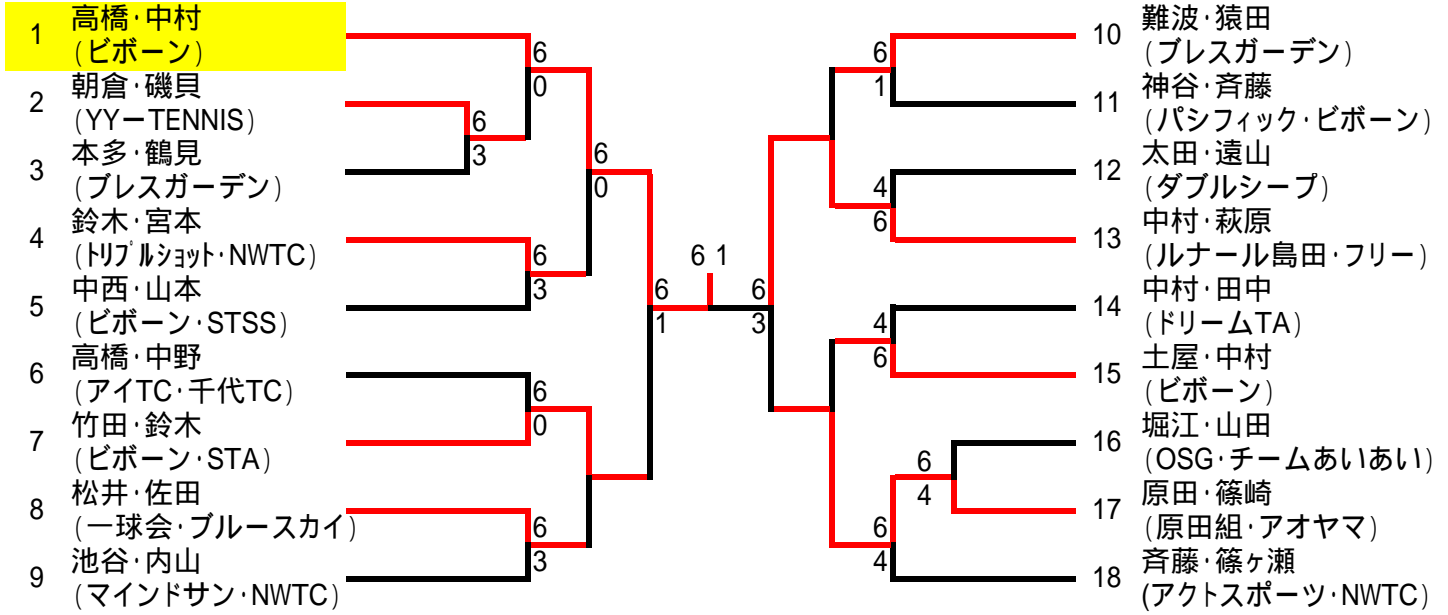 1 高橋・中村
(ビボーン)
2 朝倉・磯貝
(YYーTENNIS)
3 本多・鶴見
(ブレスガーデン)
4 鈴木・宮本
(トリプルショット・NWTC)
5 中西・山本
(ビボーン・STSS)
6 高橋・中野
(アイTC・千代TC)
7 竹田・鈴木
(ビボーン・STA)
8 松井・佐田
(一球会・ブルースカイ)
9 池谷・内山
(マインドサン・NWTC)
6
0
6
3
6
0
6
3
6
1
6
0
6
3
6 1
6
3
6
1
4
6
4
6
6
4
6
4
10 難波・猿田
(ブレスガーデン)
11 神谷・斉藤
(パシフィック・ビボーン)
12 太田・遠山
(ダブルシープ)
13 中村・萩原
(ルナール島田・フリー)
14 中村・田中
(ドリームTA)
15 土屋・中村
(ビボーン)
16 堀江・山田
(OSG・チームあいあい)
17 原田・篠崎
(原田組・アオヤマ)
18 斉藤・篠ヶ瀬
(アクトスポーツ・NWTC)